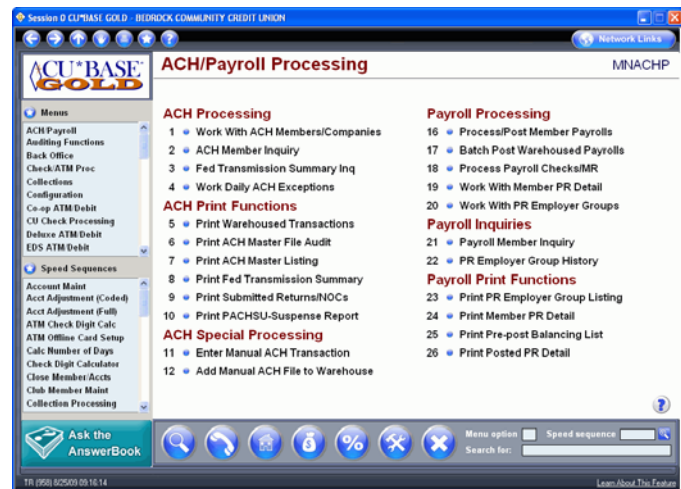 Session 0 CU*BASE GOLD - BEDROCK COMMUNITY CREDIT UNION
Network Links
CU*BASE
GOLD
ACH/Payroll Processing
MNACHP
Menus
ACH/Payroll
Auditing Functions
Back Office
Check/ATM Proc
Collections
Configuration
Co-op ATM/Debit
CU Check Processing
Deluxe ATM/Debit
EDS ATM/Debit
Speed Sequences
Account Maint
Acct Adjustment (Coded)
Acct Adjustment (Full)
ATM Check Digit Calc
ATM Offline Card Setup
Calc Number of Days
Check Digit Calculator
Close Member/Accts
Club Member Maint
Collection Processing
ACH Processing
1 Work With ACH Members/Companies
2 ACH Member Inquiry
3 Fed Transmission Summary Inq
4 Work Daily ACH Exceptions
ACH Print Functions
5 Print Warehoused Transactions
6 Print ACH Master File Audit
7 Print ACH Master Listing
8 Print Fed Transmission Summary
9 Print Submitted Returns/NOCs
10 Print PACHSU-Suspense Report
ACH Special Processing
11 Enter Manual ACH Transaction
12 Add Manual ACH File to Warehouse
Payroll Processing
16 Process/Post Member Payrolls
17 Batch Post Warehoused Payrolls
18 Process Payroll Checks/MR
19 Work With Member PR Detail
20 Work With PR Employer Groups
Payroll Inquiries
21 Payroll Member Inquiry
22 PR Employer Group History
Payroll Print Functions
23 Print PR Employer Group Listing
24 Print Member PR Detail
25 Print Pre-post Balancing List
26 Print Posted PR Detail
Ask the
AnswerBook
Menu option
Speed sequence
Search for:
TR (958) 8/25/09 09:16:14
Learn About This Feature